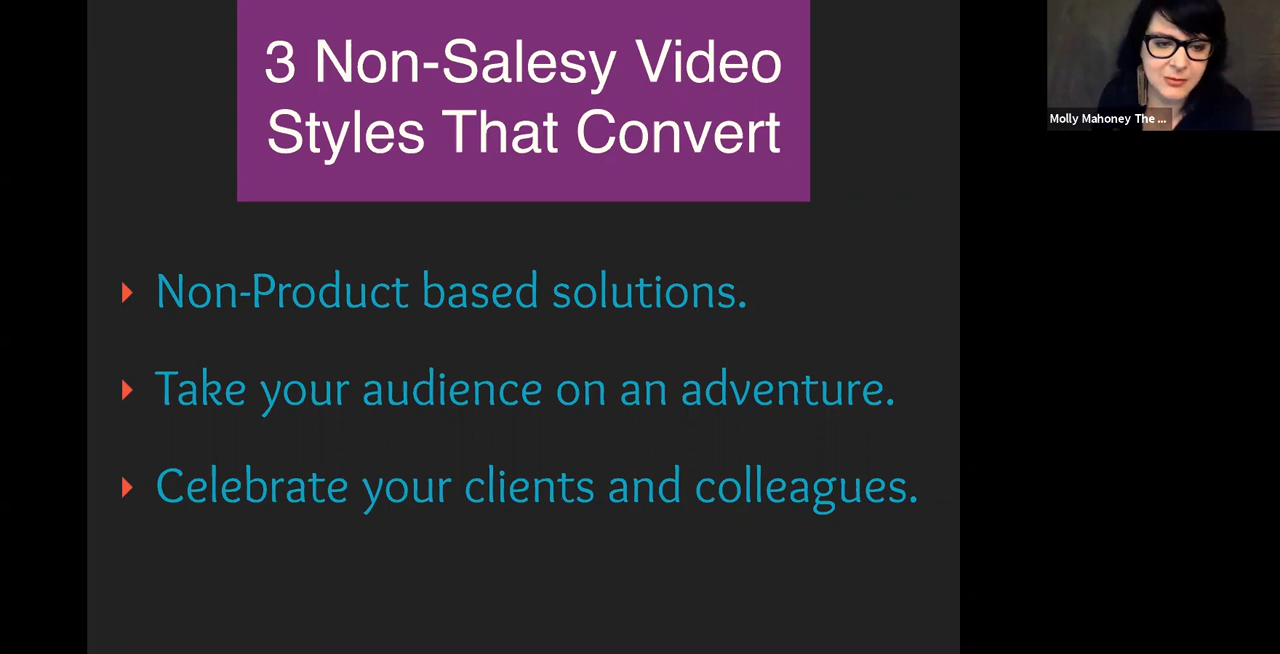 3 Non-Salesy Video
Styles That Convert
Non-Product based solutions.
Take your audience on an adventure.
Celebrate your clients and colleagues.
Molly Mahoney The ...